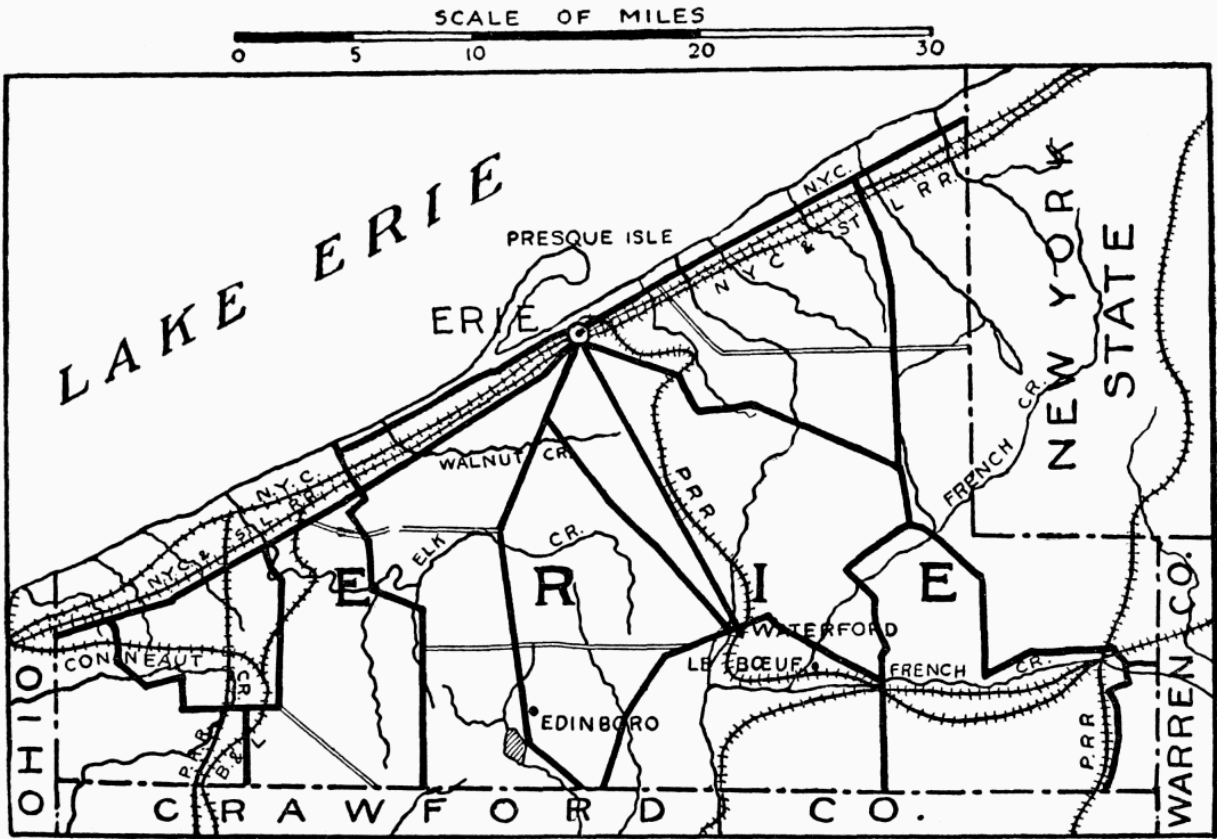 SCALE OF MILES
0 5 10 20 30
LAKE ERIE
PRESQUE ISLE
ERIE
N.Y.C.
N Y C & ST L R R.
NEW YORK
STATE
WALNUT CR.
P R R
FRENCH CR.
N.Y.C.
N.Y.C. & ST L R R.
ELK CR.
E R I E
WATERFORD
CONNEAUT CR.
LE BŒUF
FRENCH CR.
EDINBORO
P.R.R.
B. & L
P.R R
OHIO
WARREN CO.
CRAWFORD CO.